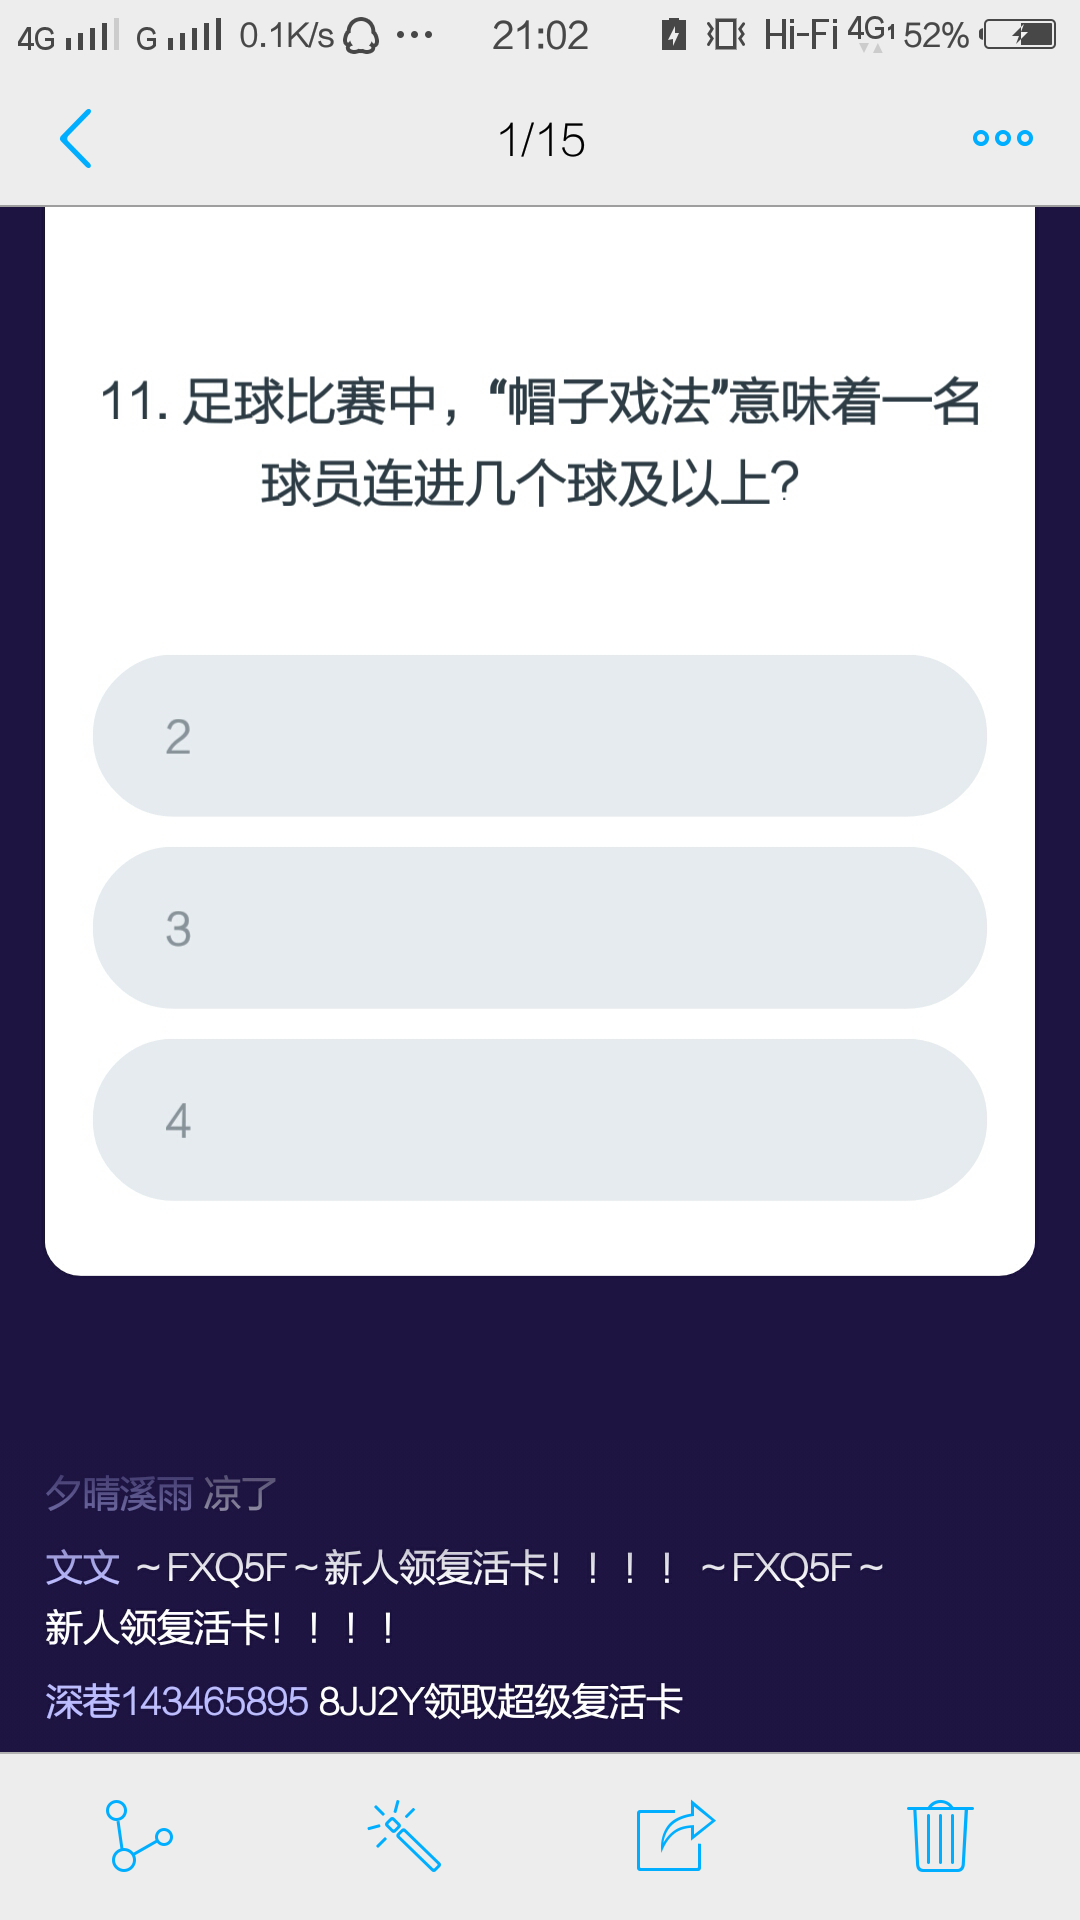 4G G 0.1K/s 21:02 Hi-Fi 4G1 52%
1/15
11. 足球比赛中，“帽子戏法”意味着一名
球员连进几个球及以上？
2
3
4
夕晴溪雨 凉了
文文 ～FXQ5F～新人领复活卡！！！！ ～FXQ5F～
新人领复活卡！！！！
深巷143465895 8JJ2Y领取超级复活卡